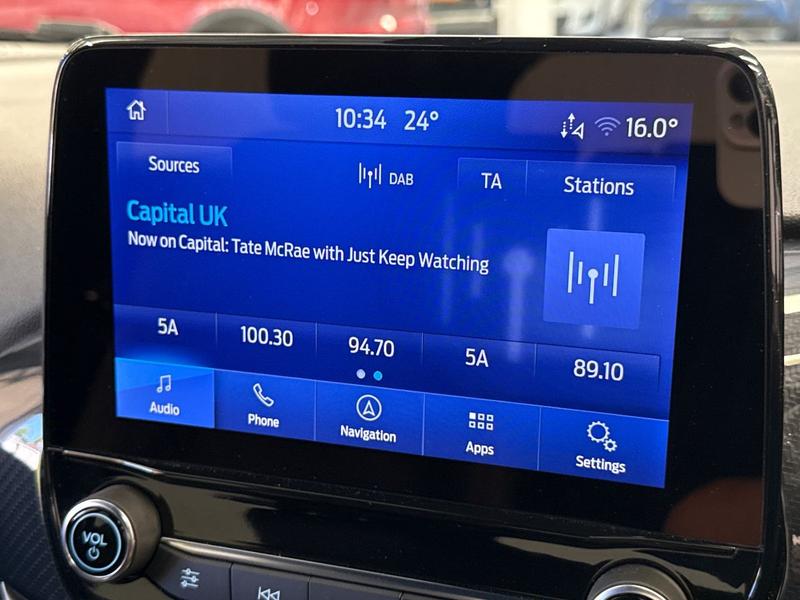 10:34 24° 16.0°
Sources DAB TA Stations
Capital UK
Now on Capital: Tate McRae with Just Keep Watching
5A 100.30 94.70 5A 89.10
Audio Phone Navigation Apps Settings
VOL